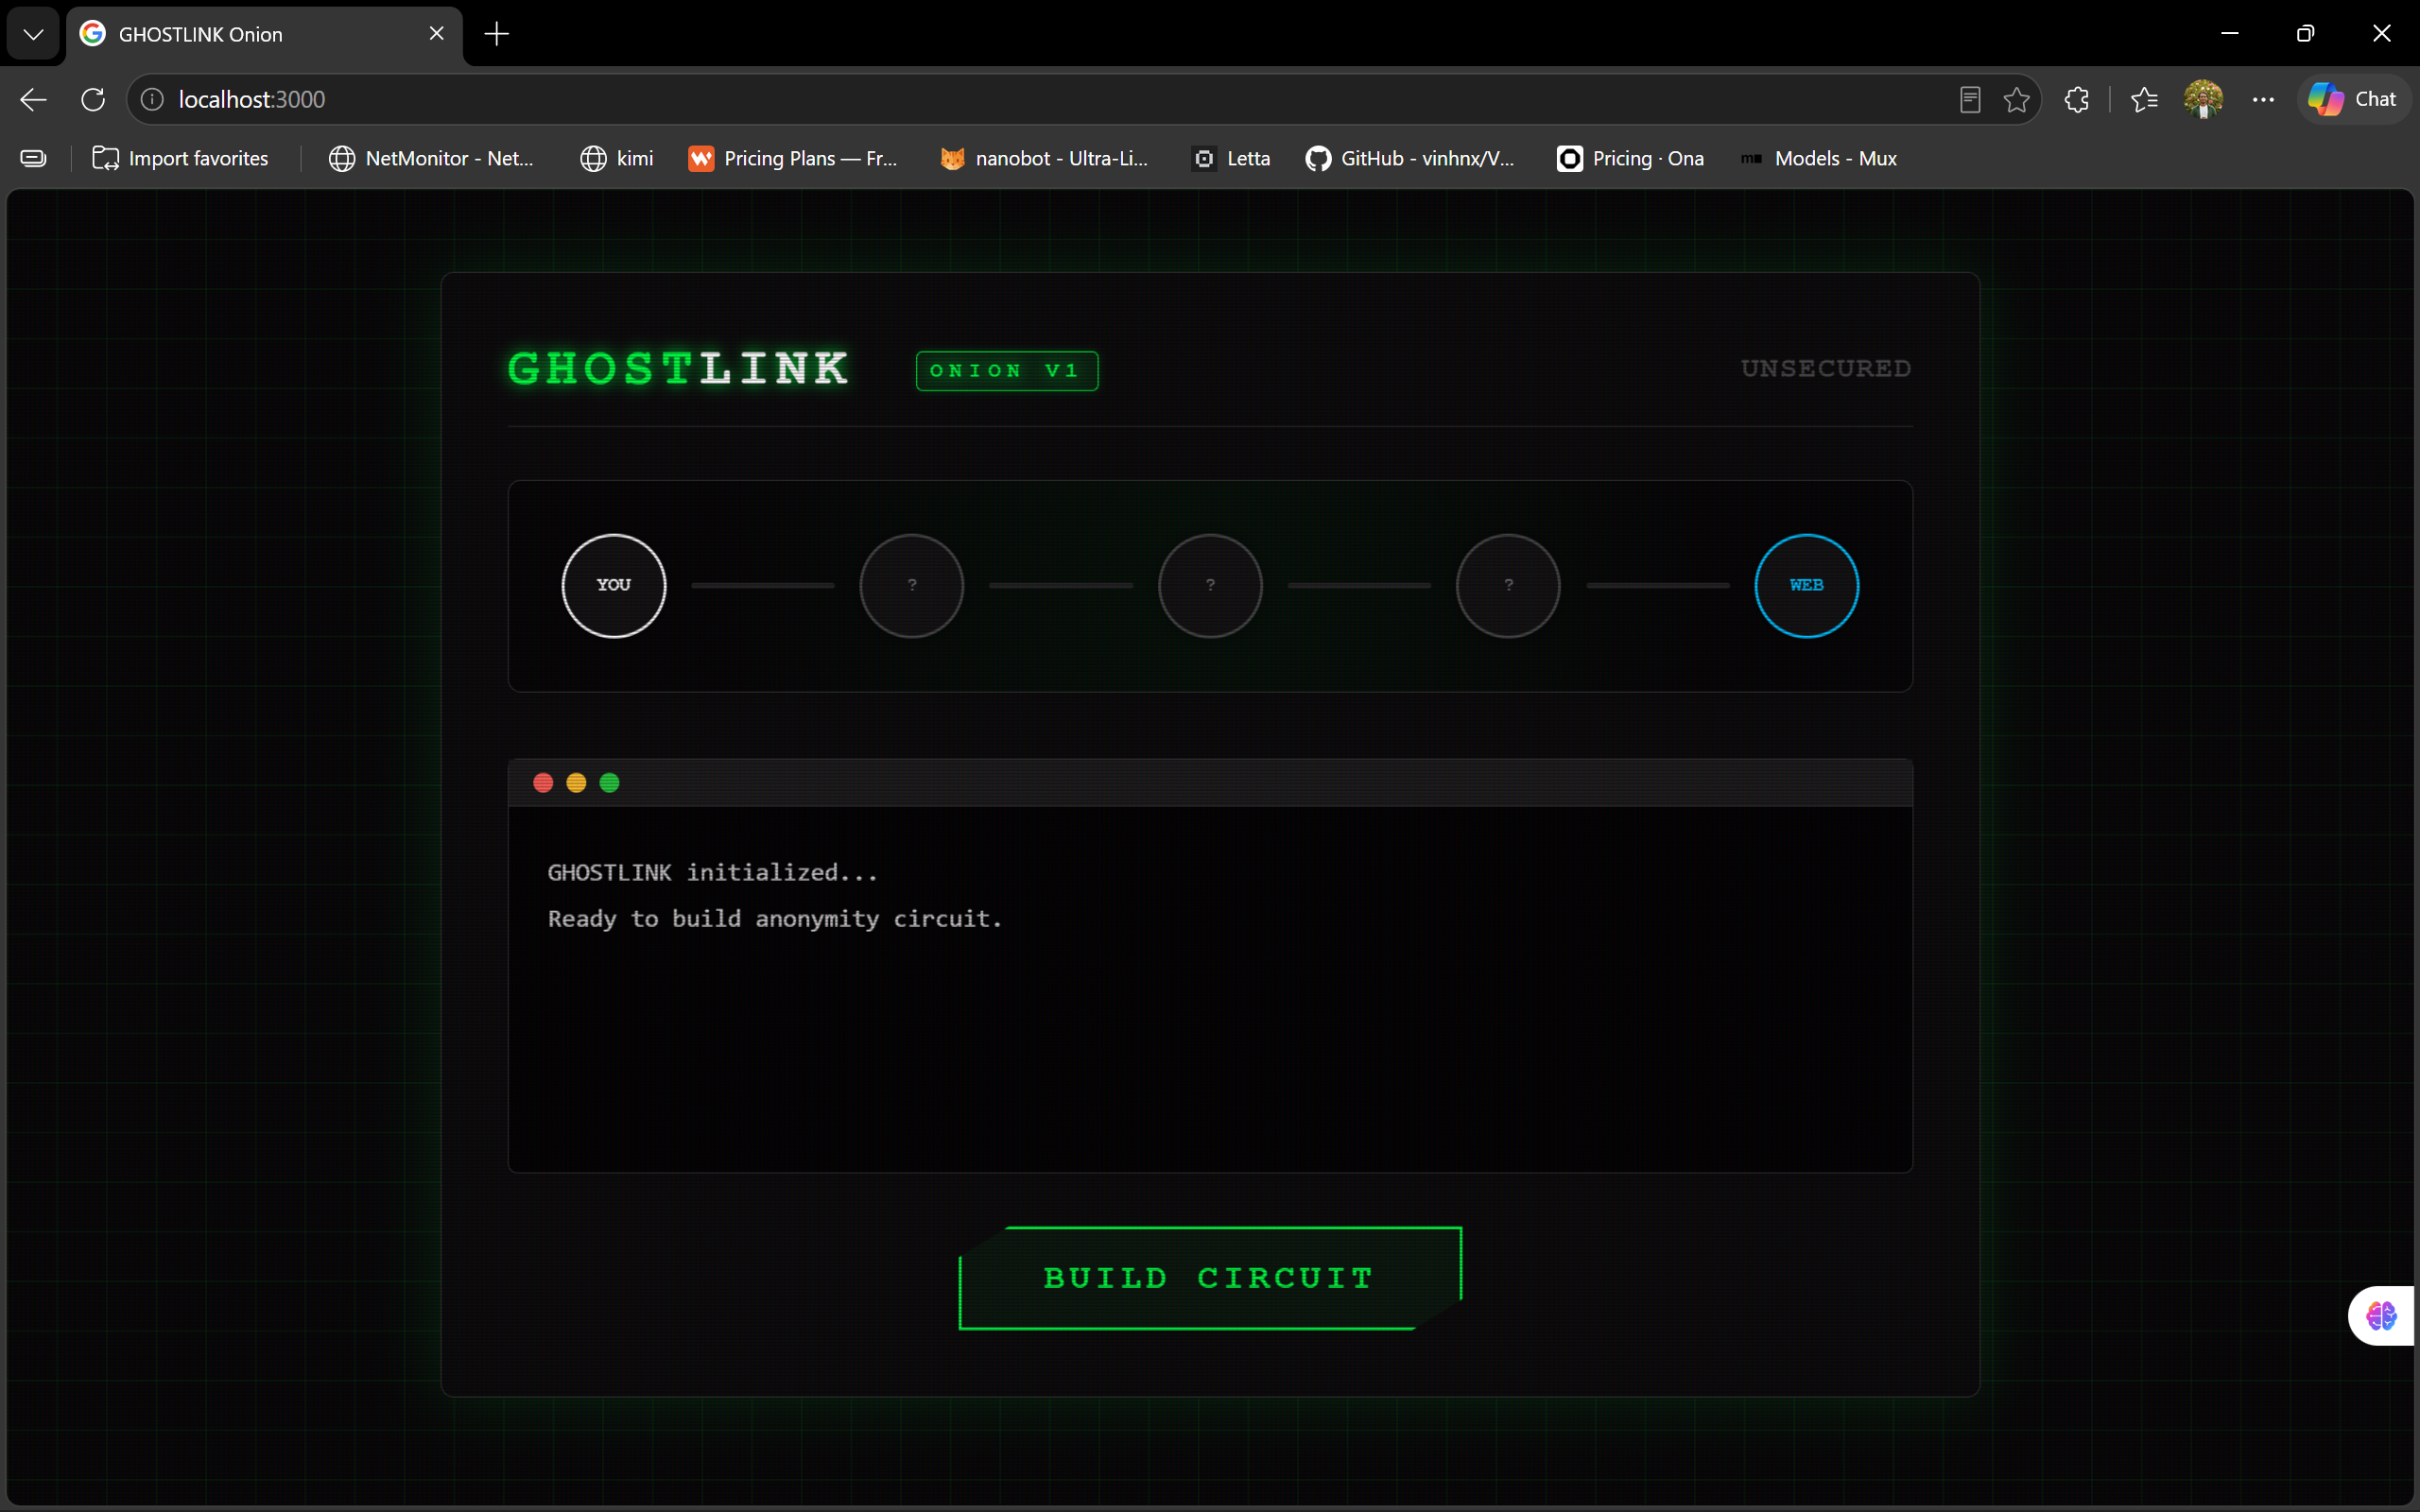 GHOSTLINK Onion
localhost:3000
Chat
Import favorites
NetMonitor - Net...
kimi
Pricing Plans — Fr...
nanobot - Ultra-Li...
Letta
GitHub - vinhnx/V...
Pricing · Ona
Models - Mux
GHOSTLINK
ONION V1
UNSECURED
YOU
?
?
?
WEB
GHOSTLINK initialized...
Ready to build anonymity circuit.
BUILD CIRCUIT